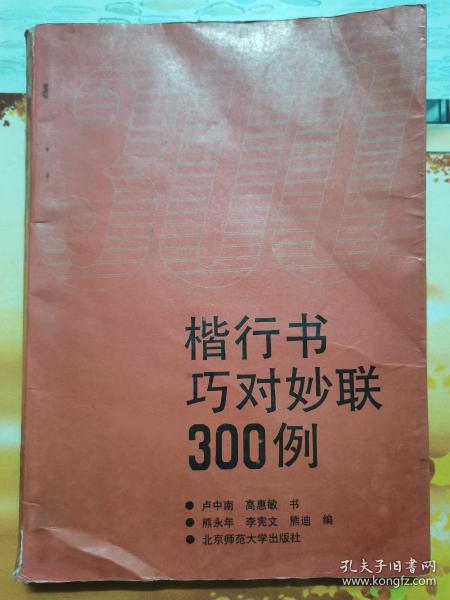 300
楷行书
巧对妙联
300例
● 卢中南 高惠敏 书
● 熊永年 李宪文 熊迪 编
● 北京师范大学出版社
孔夫子旧书网
www.kongfz.com